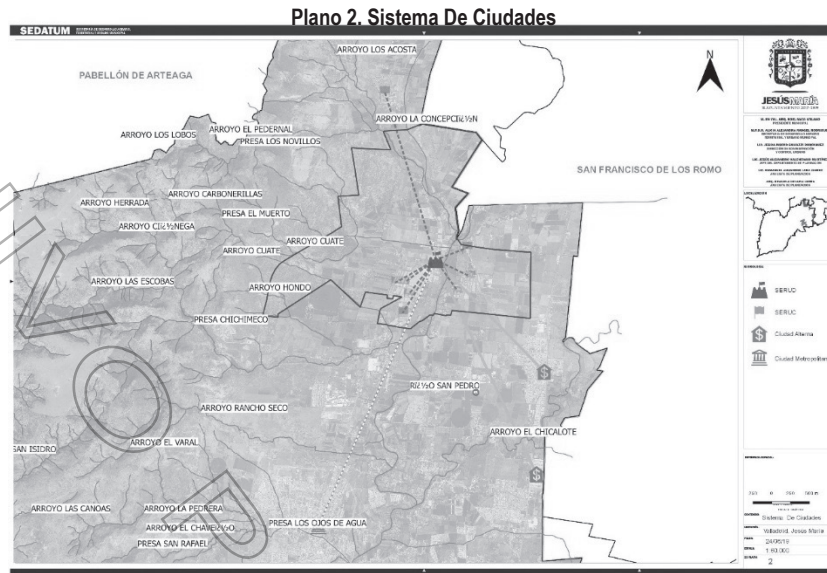 Plano 2. Sistema De Ciudades
SEDATUM
ARROYO LOS ACOSTA
N
PABELLÓN DE ARTEAGA
ARROYO LA CONCEPCIï¿½N
ARROYO EL PEDERNAL
ARROYO LOS LOBOS
PRESA LOS NOVILLOS
SAN FRANCISCO DE LOS ROMO
ARROYO CARBONERILLAS
ARROYO HERRADA
PRESA EL MUERTO
ARROYO CIï¿½NEGA
ARROYO CUATE
ARROYO CUATE
ARROYO LAS ESCOBAS
ARROYO HONDO
PRESA CHICHIMECO
Rï¿½O SAN PEDRO
ARROYO RANCHO SECO
ARROYO EL CHICALOTE
ARROYO EL VARAL
SAN ISIDRO
ARROYO LAS CANOAS
ARROYO LA PEDRERA
ARROYO EL CHAVEï¿½O
PRESA LOS OJOS DE AGUA
PRESA SAN RAFAEL
JESÚS MARÍA
SERUD
SERUC
Ciudad Alterna
Ciudad Metropolitana
Sistema De Ciudades
Valladolid, Jesús María
24/06/19
1:60,000
2